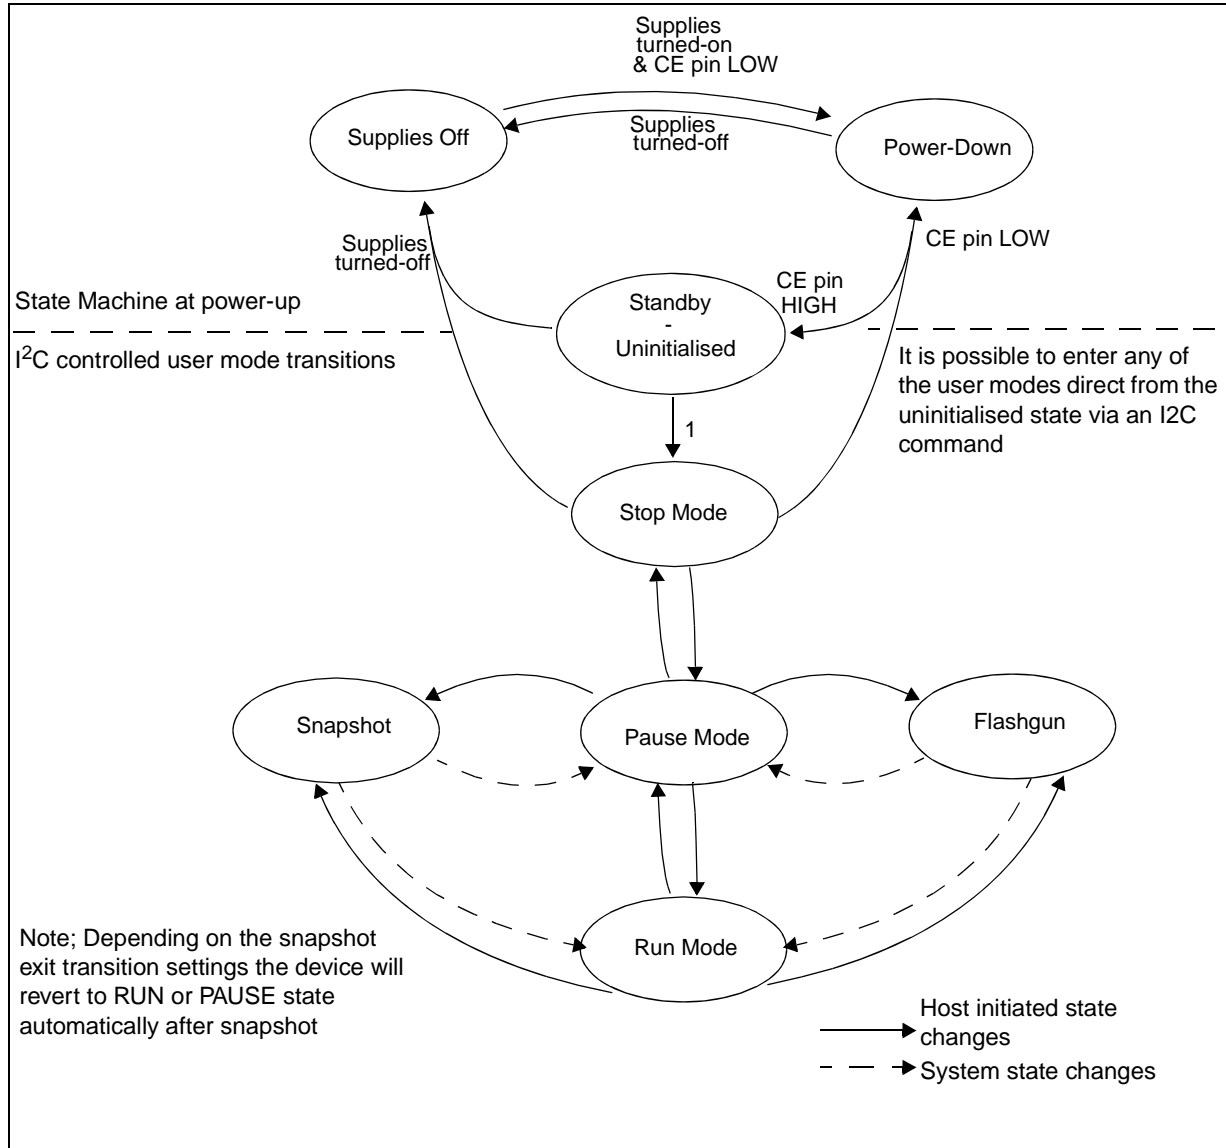 Supplies
turned-on
& CE pin LOW
Supplies Off
Supplies
turned-off
Power-Down
Supplies
turned-off
CE pin LOW
CE pin
HIGH
Standby
-
Uninitialised
State Machine at power-up
I2C controlled user mode transitions
It is possible to enter any of
the user modes direct from the
uninitialised state via an I2C
command
1
Stop Mode
Snapshot
Pause Mode
Flashgun
Run Mode
Note; Depending on the snapshot
exit transition settings the device will
revert to RUN or PAUSE state
automatically after snapshot
Host initiated state
changes
System state changes